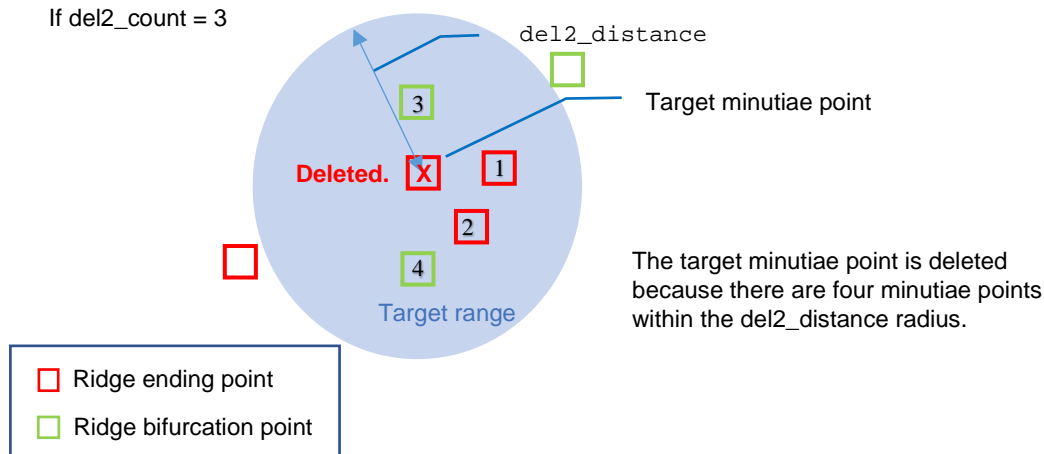 If del2_count = 3
del2_distance
3
Target minutiae point
Deleted.
X
1
2
4
The target minutiae point is deleted
because there are four minutiae points
within the del2_distance radius.
Target range
Ridge ending point
Ridge bifurcation point